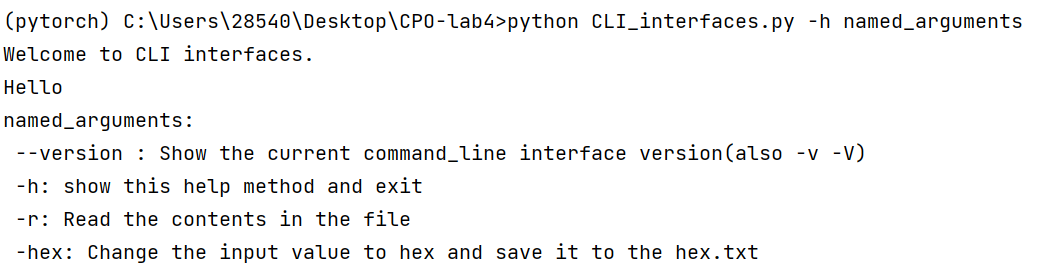 (pytorch) C:\Users\28540\Desktop\CPO-lab4>python CLI_interfaces.py -h named_arguments
Welcome to CLI interfaces.
Hello
named_arguments:
 --version : Show the current command_line interface version(also -v -V)
 -h: show this help method and exit
 -r: Read the contents in the file
 -hex: Change the input value to hex and save it to the hex.txt